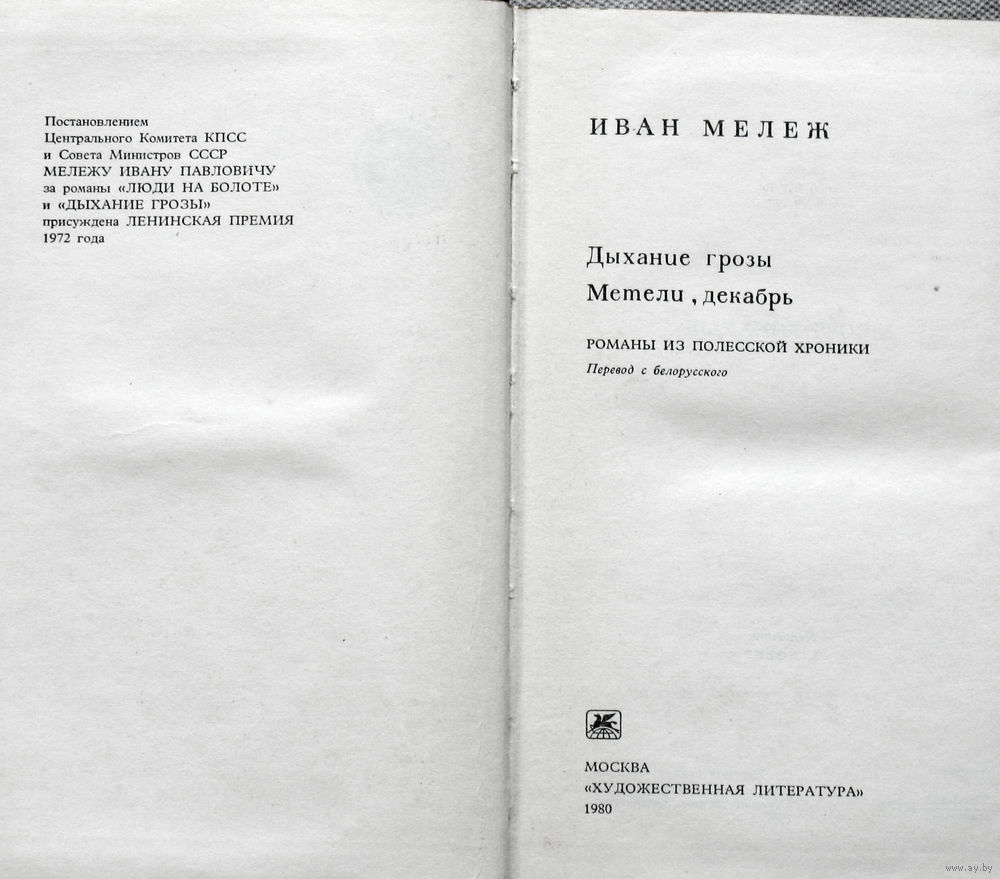 Постановлением
Центрального Комитета КПСС
и Совета Министров СССР
МЕЛЕЖУ ИВАНУ ПАВЛОВИЧУ
за романы «ЛЮДИ НА БОЛОТЕ»
и «ДЫХАНИЕ ГРОЗЫ»
присуждена ЛЕНИНСКАЯ ПРЕМИЯ
1972 года
ИВАН МЕЛЕЖ
Дыхание грозы
Метели, декабрь
РОМАНЫ ИЗ ПОЛЕССКОЙ ХРОНИКИ
Перевод с белорусского
МОСКВА
«ХУДОЖЕСТВЕННАЯ ЛИТЕРАТУРА»
1980
www.ay.by